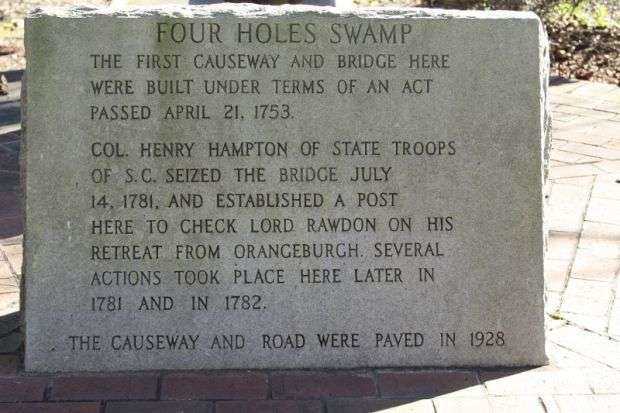 FOUR HOLES SWAMP
THE FIRST CAUSEWAY AND BRIDGE HERE
WERE BUILT UNDER TERMS OF AN ACT
PASSED APRIL 21, 1753.
COL. HENRY HAMPTON OF STATE TROOPS
OF S.C. SEIZED THE BRIDGE JULY
14, 1781, AND ESTABLISHED A POST
HERE TO CHECK LORD RAWDON ON HIS
RETREAT FROM ORANGEBURGH. SEVERAL
ACTIONS TOOK PLACE HERE LATER IN
1781 AND IN 1782.
THE CAUSEWAY AND ROAD WERE PAVED IN 1928